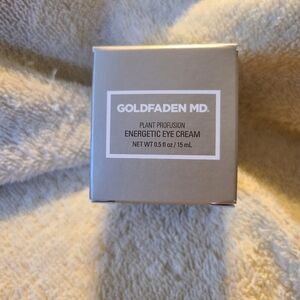 GOLDFADEN MD®
PLANT PROFUSION
ENERGETIC EYE CREAM
NET WT 0.5 fl oz / 15 mL